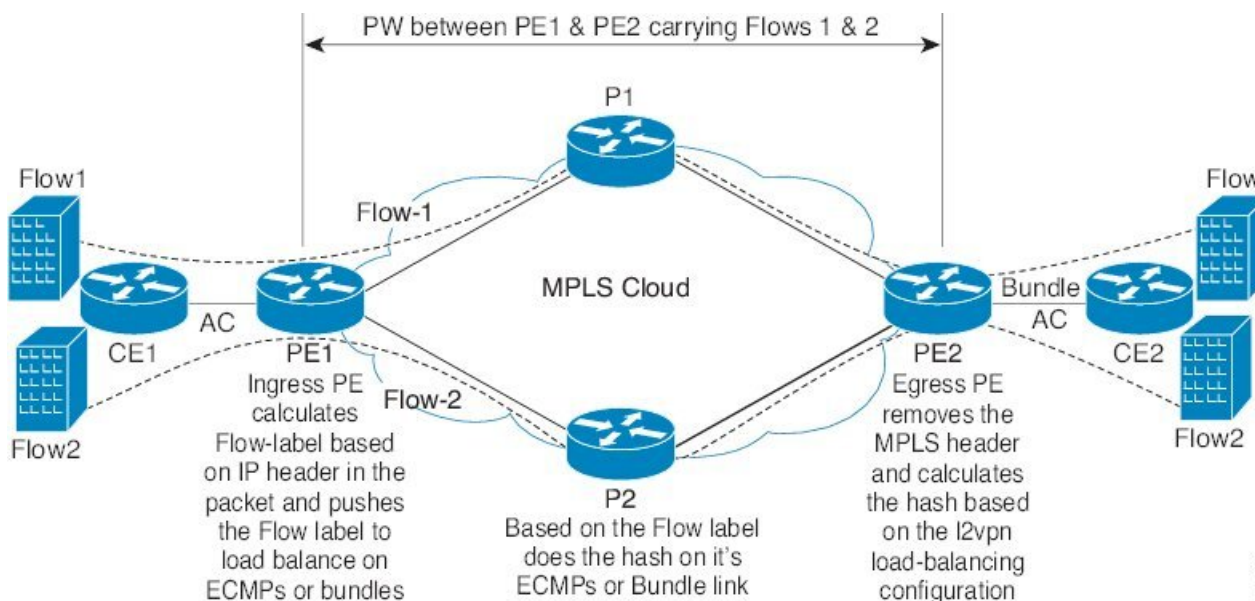 PW between PE1 & PE2 carrying Flows 1 & 2
P1
Flow1
Flow
Flow-1
MPLS Cloud
Bundle
AC
AC
CE1
PE1
PE2
CE2
Flow-2
Flow2
Flow2
Ingress PE
calculates
Flow-label based
on IP header in the
packet and pushes
the Flow label to
load balance on
ECMPs or bundles
P2
Based on the Flow label
does the hash on it's
ECMPs or Bundle link
Egress PE
removes the
MPLS header
and calculates
the hash based
on the l2vpn
load-balancing
configuration